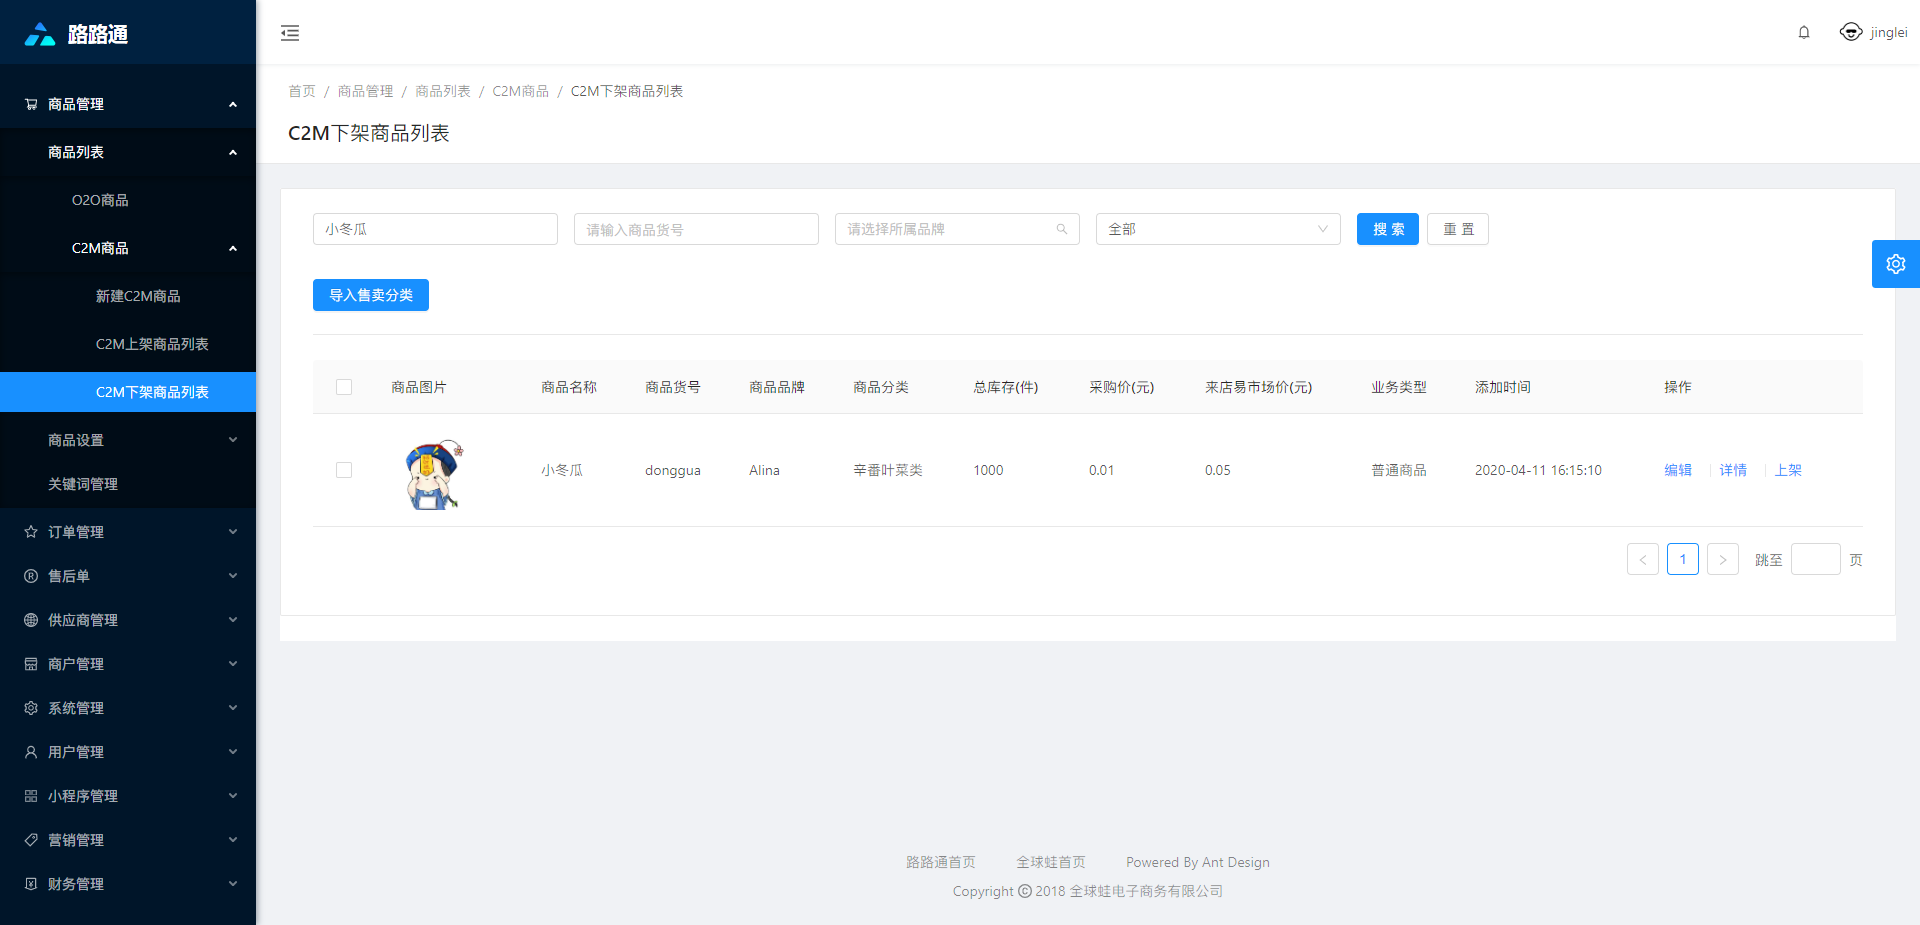 路路通
jinglei
商品管理
商品列表
O2O商品
C2M商品
新建C2M商品
C2M上架商品列表
C2M下架商品列表
商品设置
关键词管理
订单管理
售后单
供应商管理
商户管理
系统管理
用户管理
小程序管理
营销管理
财务管理
首页 / 商品管理 / 商品列表 / C2M商品 / C2M下架商品列表
C2M下架商品列表
小冬瓜 请输入商品货号 请选择所属品牌 全部 搜索 重置
导入售卖分类
商品图片 商品名称 商品货号 商品品牌 商品分类 总库存(件) 采购价(元) 来店易市场价(元) 业务类型 添加时间 操作
小冬瓜 donggua Alina 辛番叶菜类 1000 0.01 0.05 普通商品 2020-04-11 16:15:10 编辑 详情 上架
< 1 > 跳至 页
路路通首页 全球蛙首页 Powered By Ant Design
Copyright © 2018 全球蛙电子商务有限公司